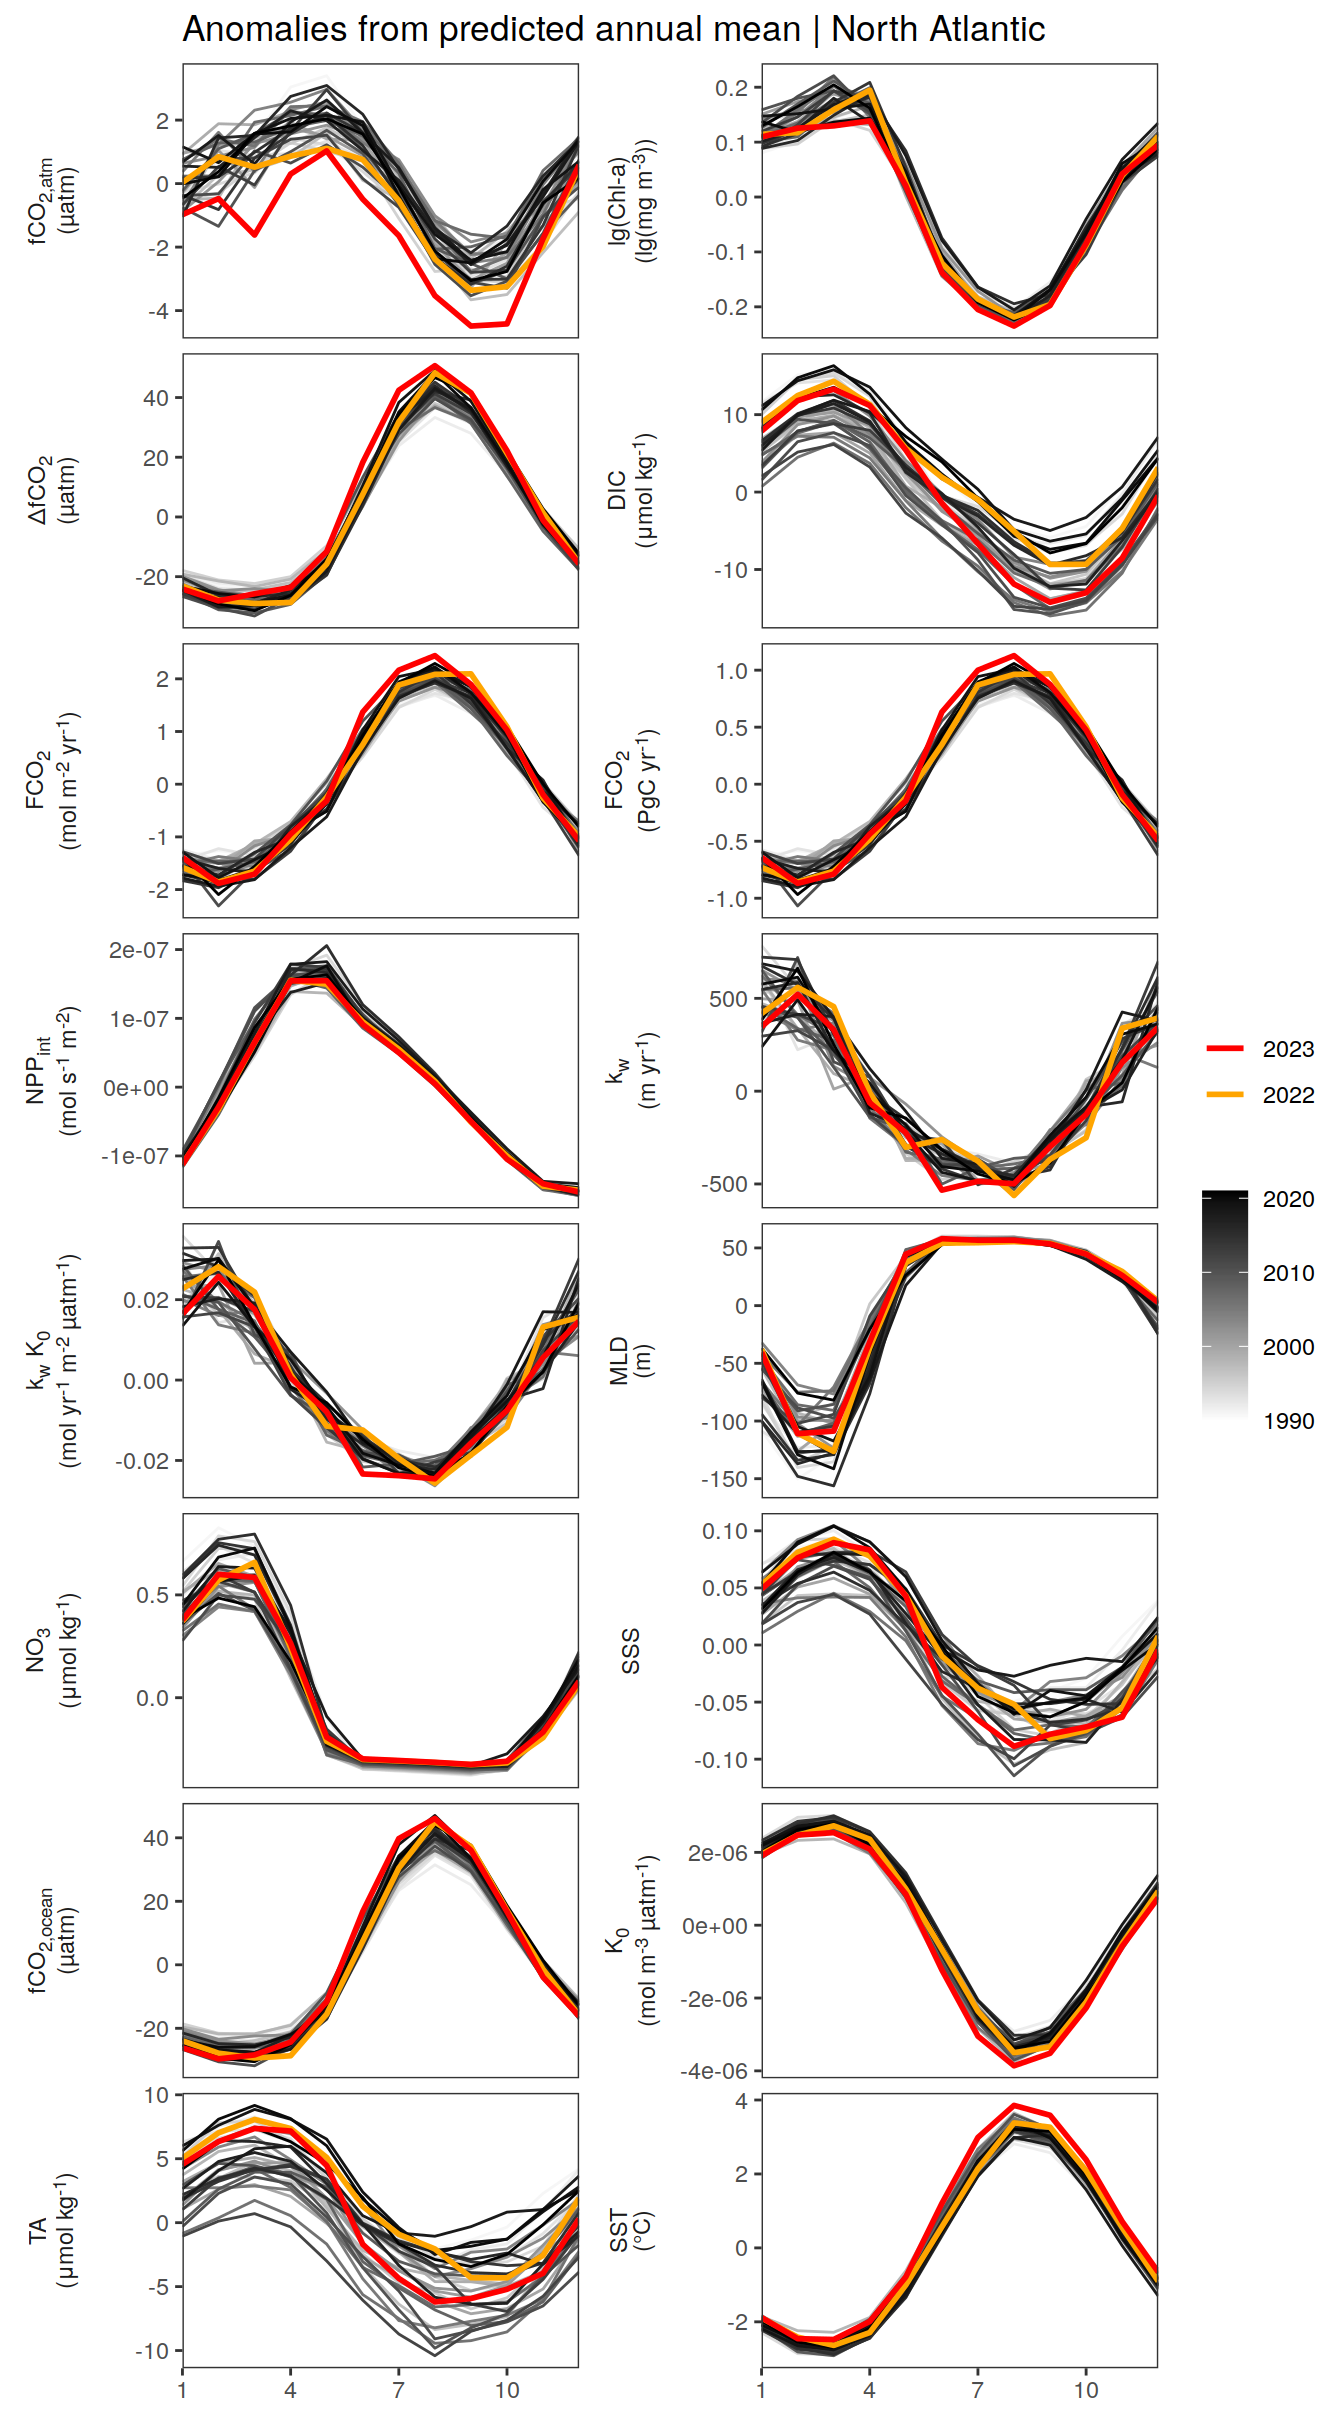 Anomalies from predicted annual mean | North Atlantic
fCO2,atm
(µatm)
2
0
-2
-4
lg(Chl-a)
(lg(mg m-3))
0.2
0.1
0.0
-0.1
-0.2
ΔfCO2
(µatm)
40
20
0
-20
DIC
(µmol kg-1)
10
0
-10
FCO2
(mol m-2 yr-1)
2
1
0
-1
-2
FCO2
(PgC yr-1)
1.0
0.5
0.0
-0.5
-1.0
NPPint
(mol s-1 m-2)
2e-07
1e-07
0e+00
-1e-07
kw
(m yr-1)
500
0
-500
kw K0
(mol yr-1 m-2 µatm-1)
0.02
0.00
-0.02
MLD
(m)
50
0
-50
-100
-150
NO3
(µmol kg-1)
0.5
0.0
SSS
0.10
0.05
0.00
-0.05
-0.10
fCO2,ocean
(µatm)
40
20
0
-20
K0
(mol m-3 µatm-1)
2e-06
0e+00
-2e-06
-4e-06
TA
(µmol kg-1)
10
5
0
-5
-10
1 4 7 10
SST
(°C)
4
2
0
-2
1 4 7 10
2023
2022
2020
2010
2000
1990